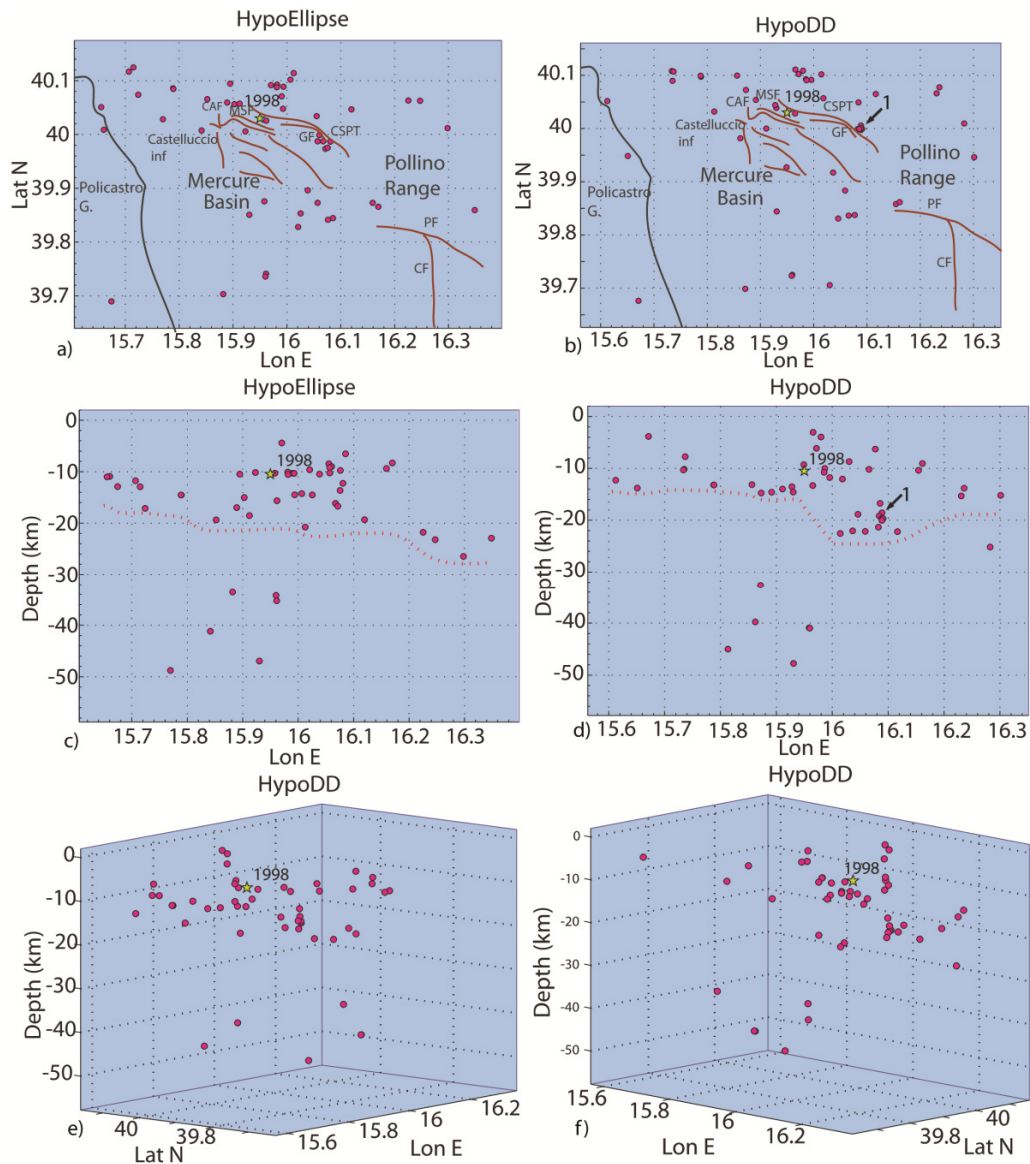 HypoEllipse
HypoDD
40.1
40
39.9
39.8
39.7
Lat N
1998
CAF
MSF
CSPT
GF
Castelluccio
inf
Mercure
Basin
Pollino
Range
Policastro
G.
PF
CF
15.7
15.8
15.9
16
16.1
16.2
16.3
a)
Lon E
40.1
40
39.9
39.8
39.7
1998
1
CAF
MSF
CSPT
GF
Castelluccio
inf
Mercure
Basin
Pollino
Range
Policastro
G.
PF
CF
15.6
15.7
15.8
15.9
16
16.1
16.2
16.3
b)
Lon E
HypoEllipse
HypoDD
0
-10
-20
-30
-40
-50
Depth (km)
1998
15.7
15.8
15.9
16
16.1
16.2
16.3
c)
Lon E
0
-10
-20
-30
-40
-50
Depth (km)
1998
1
15.6
15.7
15.8
15.9
16
16.1
16.2
16.3
d)
Lon E
HypoDD
HypoDD
0
-10
-20
-30
-40
-50
Depth (km)
1998
40
39.8
15.6
15.8
16
16.2
e)
Lat N
Lon E
0
-10
-20
-30
-40
-50
Depth (km)
1998
15.6
15.8
16
16.2
39.8
40
f)
Lon E
Lat N